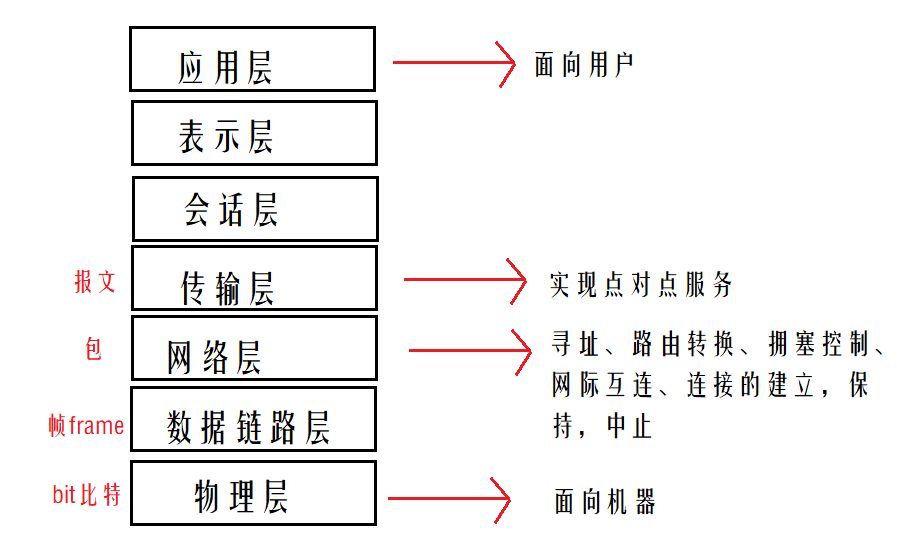 应用层
面向用户
表示层
会话层
报文
传输层
实现点对点服务
包
网络层
寻址、路由转换、拥塞控制、
网际互连、连接的建立，保
持，中止
帧frame
数据链路层
bit比特
物理层
面向机器